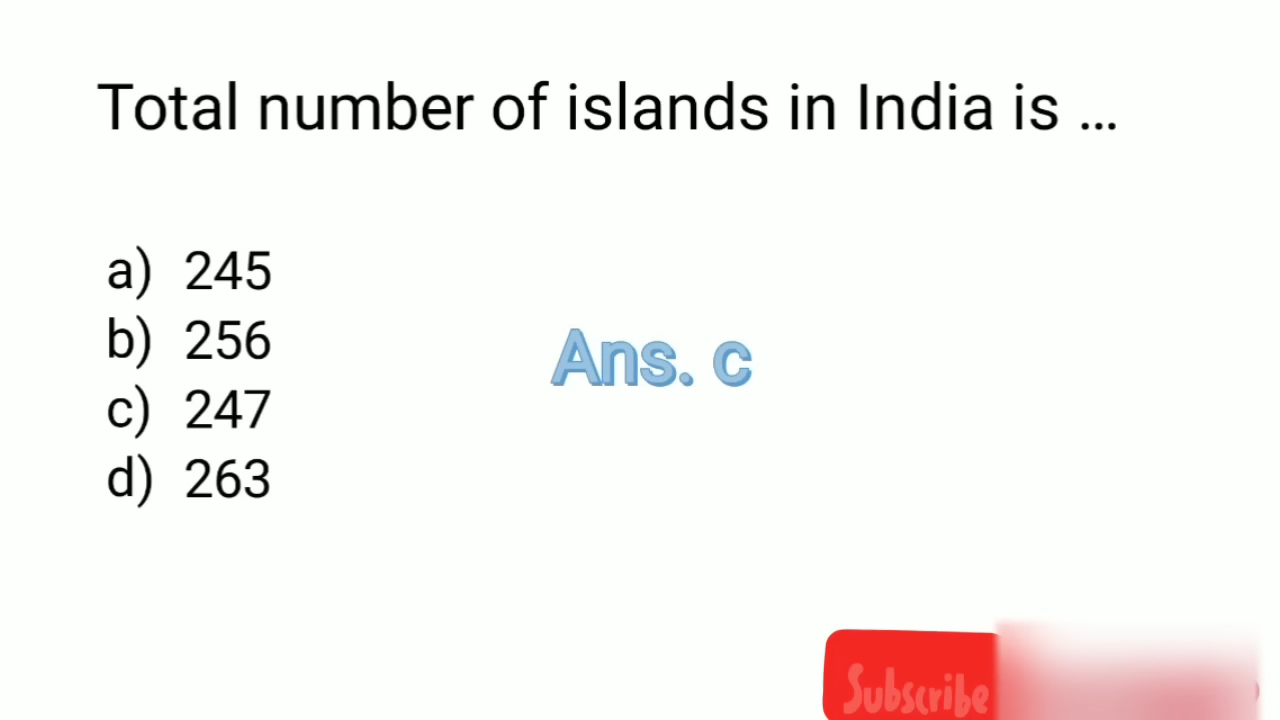 Total number of islands in India is ...
a) 245
b) 256
Ans. c
c) 247
d) 263
Subscribe